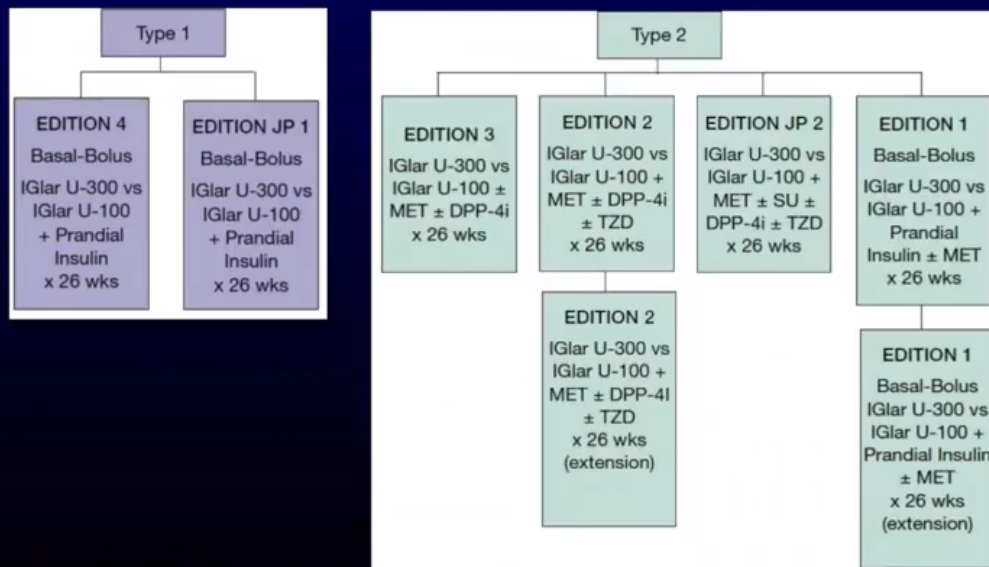 Type 1
EDITION 4
Basal-Bolus
IGlar U-300 vs
IGlar U-100
+ Prandial
Insulin
x 26 wks
EDITION JP 1
Basal-Bolus
IGlar U-300 vs
IGlar U-100
+ Prandial
Insulin
x 26 wks
Type 2
EDITION 3
IGlar U-300 vs
IGlar U-100 ±
MET ± DPP-4i
x 26 wks
EDITION 2
IGlar U-300 vs
IGlar U-100 +
MET ± DPP-4i
± TZD
x 26 wks
EDITION JP 2
IGlar U-300 vs
IGlar U-100 +
MET ± SU ±
DPP-4i ± TZD
x 26 wks
EDITION 1
Basal-Bolus
IGlar U-300 vs
IGlar U-100 +
Prandial
Insulin ± MET
x 26 wks
EDITION 2
IGlar U-300 vs
IGlar U-100 +
MET ± DPP-4I
± TZD
x 26 wks
(extension)
EDITION 1
Basal-Bolus
IGlar U-300 vs
IGlar U-100 +
Prandial Insulin
± MET
x 26 wks
(extension)